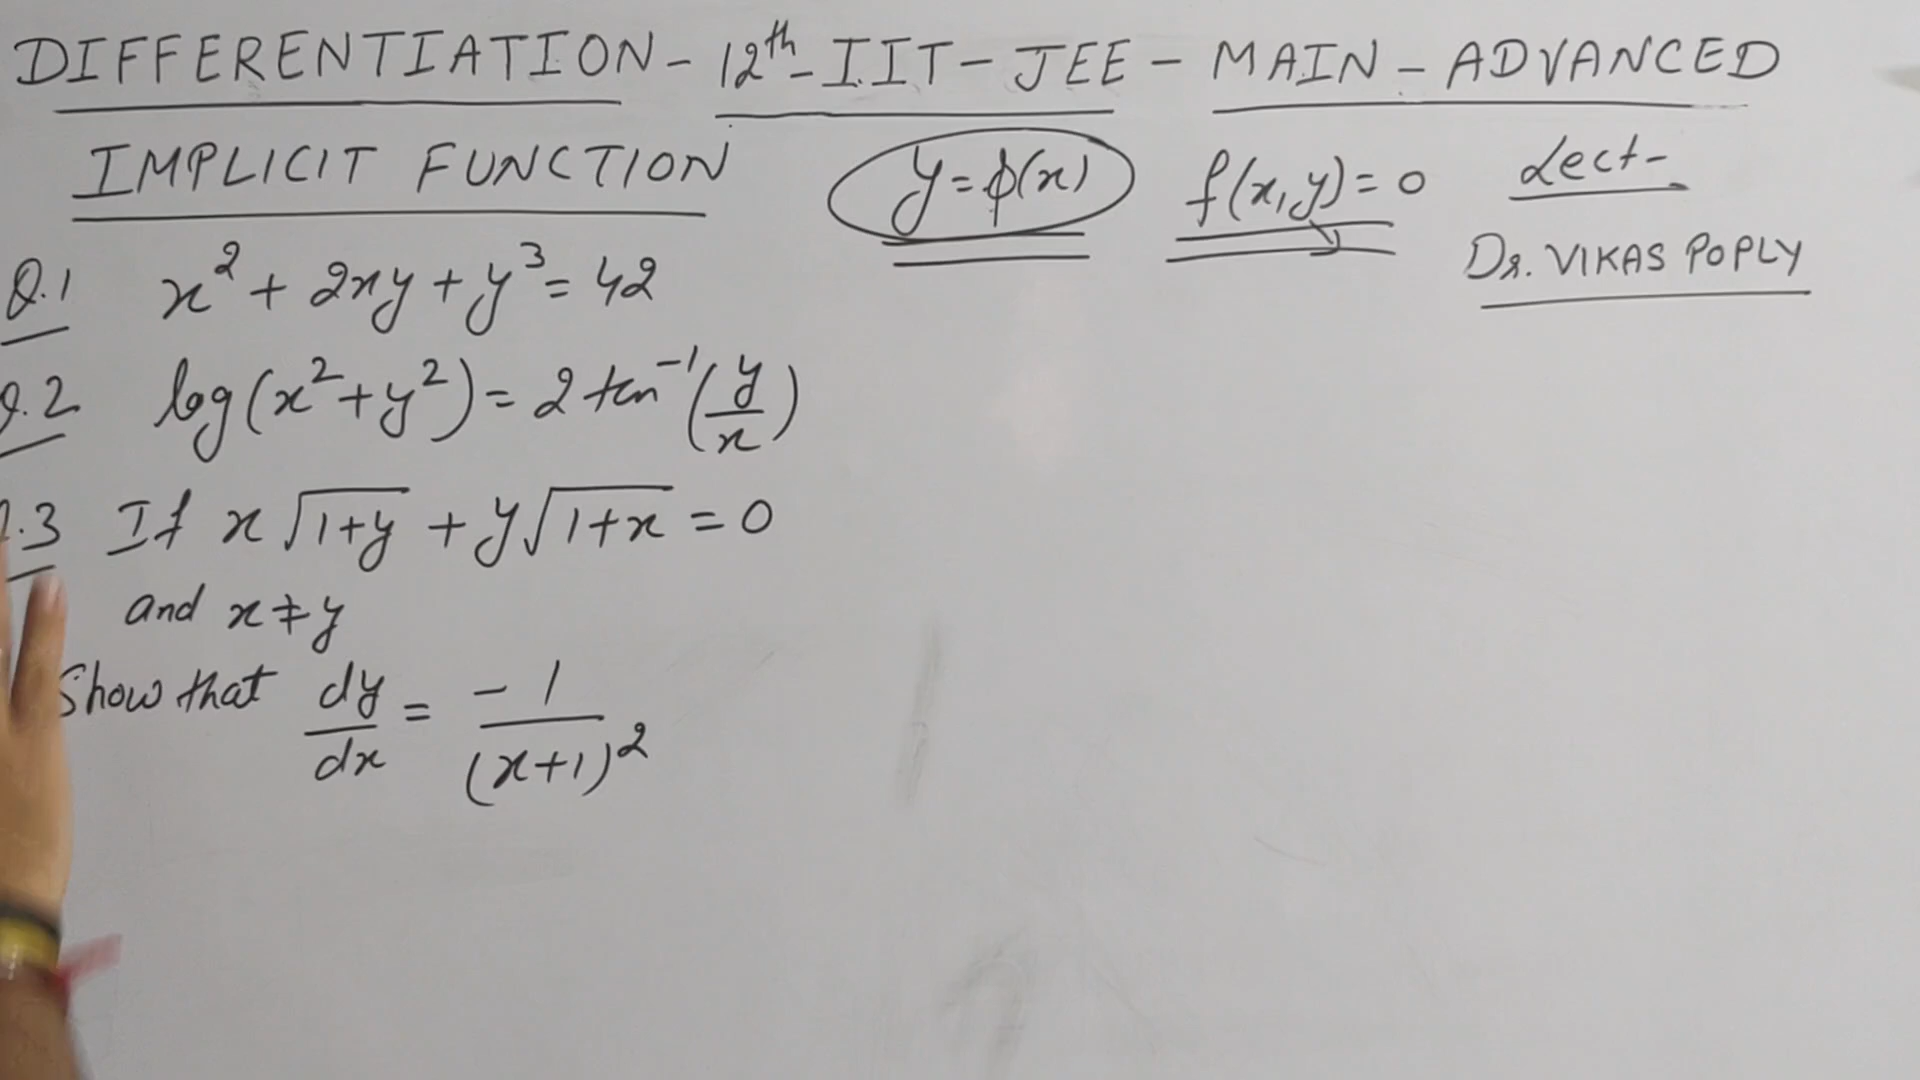 DIFFERENTIATION - 12th - IIT - JEE - MAIN - ADVANCED
IMPLICIT FUNCTION y = ϕ(x) f(x,y) = 0 Lect-
Dr. VIKAS POPLY
Q.1 x² + 2xy + y³ = 42
Q.2 log(x² + y²) = 2 tan⁻¹(y/x)
Q.3 If x√(1+y) + y√(1+x) = 0
and x ≠ y
Show that dy/dx = -1/(x+1)²